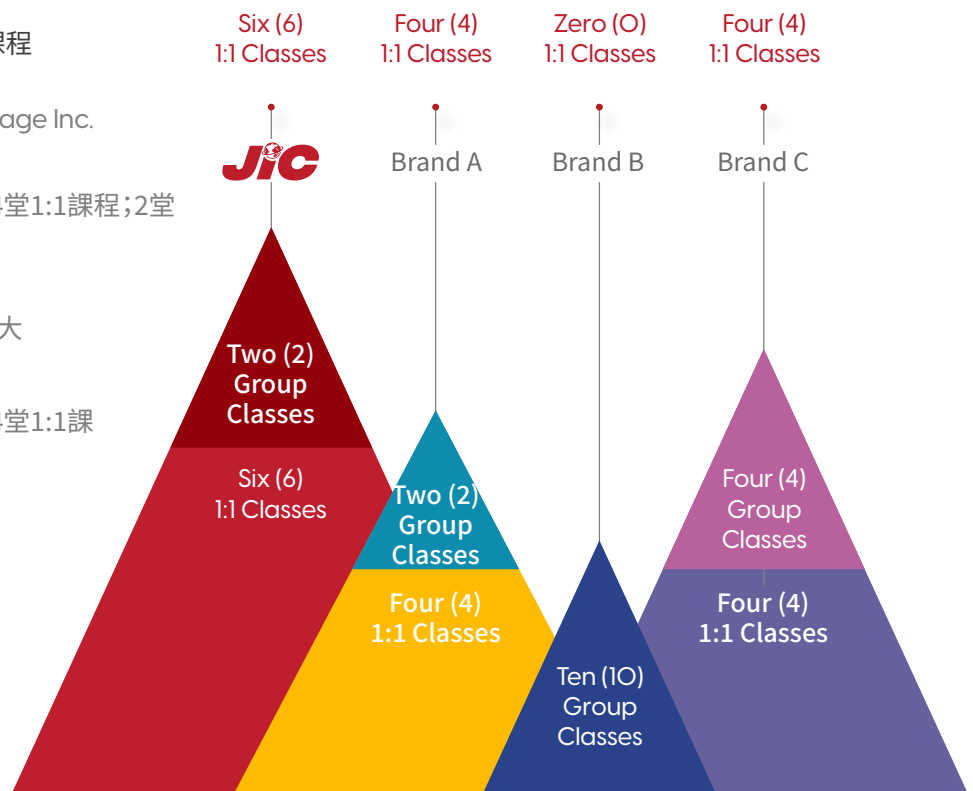 課程
age Inc.
堂1:1課程；2堂
大
堂1:1課
Six (6)
1:1 Classes
Four (4)
1:1 Classes
Zero (0)
1:1 Classes
Four (4)
1:1 Classes
JIC
Brand A
Brand B
Brand C
Two (2)
Group
Classes
Six (6)
1:1 Classes
Two (2)
Group
Classes
Four (4)
1:1 Classes
Ten (10)
Group
Classes
Four (4)
Group
Classes
Four (4)
1:1 Classes